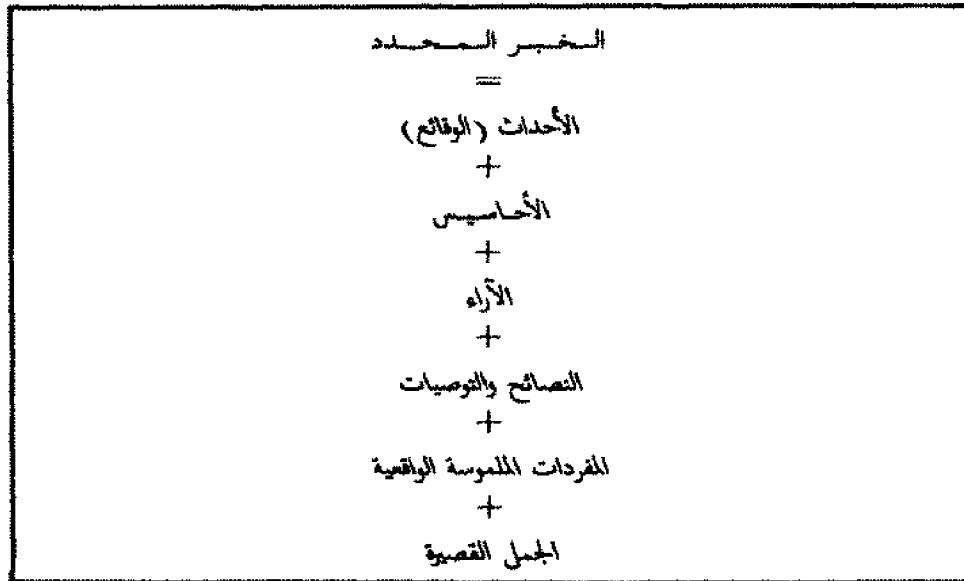 الخبر المحدد
=
الأحداث (الوقائع)
+
الأحاسيس
+
الآراء
+
النصائح والتوصيات
+
المفردات الملموسة الواقعية
+
الجمل القصيرة